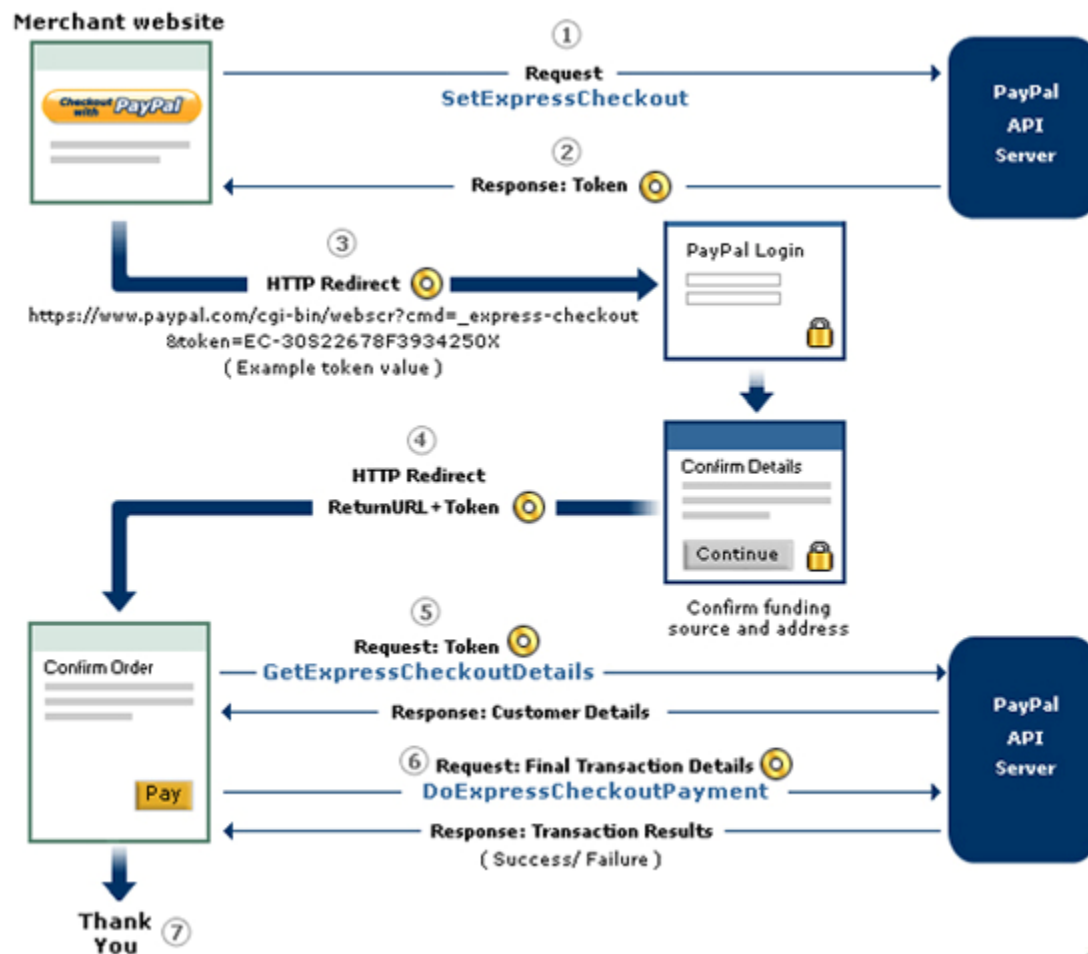 Merchant website
①
Request
SetExpressCheckout
Checkout
with PayPal
PayPal
API
Server
②
Response: Token
③
HTTP Redirect
https://www.paypal.com/cgi-bin/webscr?cmd=_express-checkout
&token=EC-30S22678F3934250X
( Example token value )
PayPal Login
④
HTTP Redirect
ReturnURL+Token
Confirm Details
Continue
Confirm funding
source and address
⑤
Request: Token
GetExpressCheckoutDetails
Confirm Order
Response: Customer Details
PayPal
API
Server
⑥ Request: Final Transaction Details
DoExpressCheckoutPayment
Pay
Response: Transaction Results
( Success/ Failure )
Thank
You
⑦